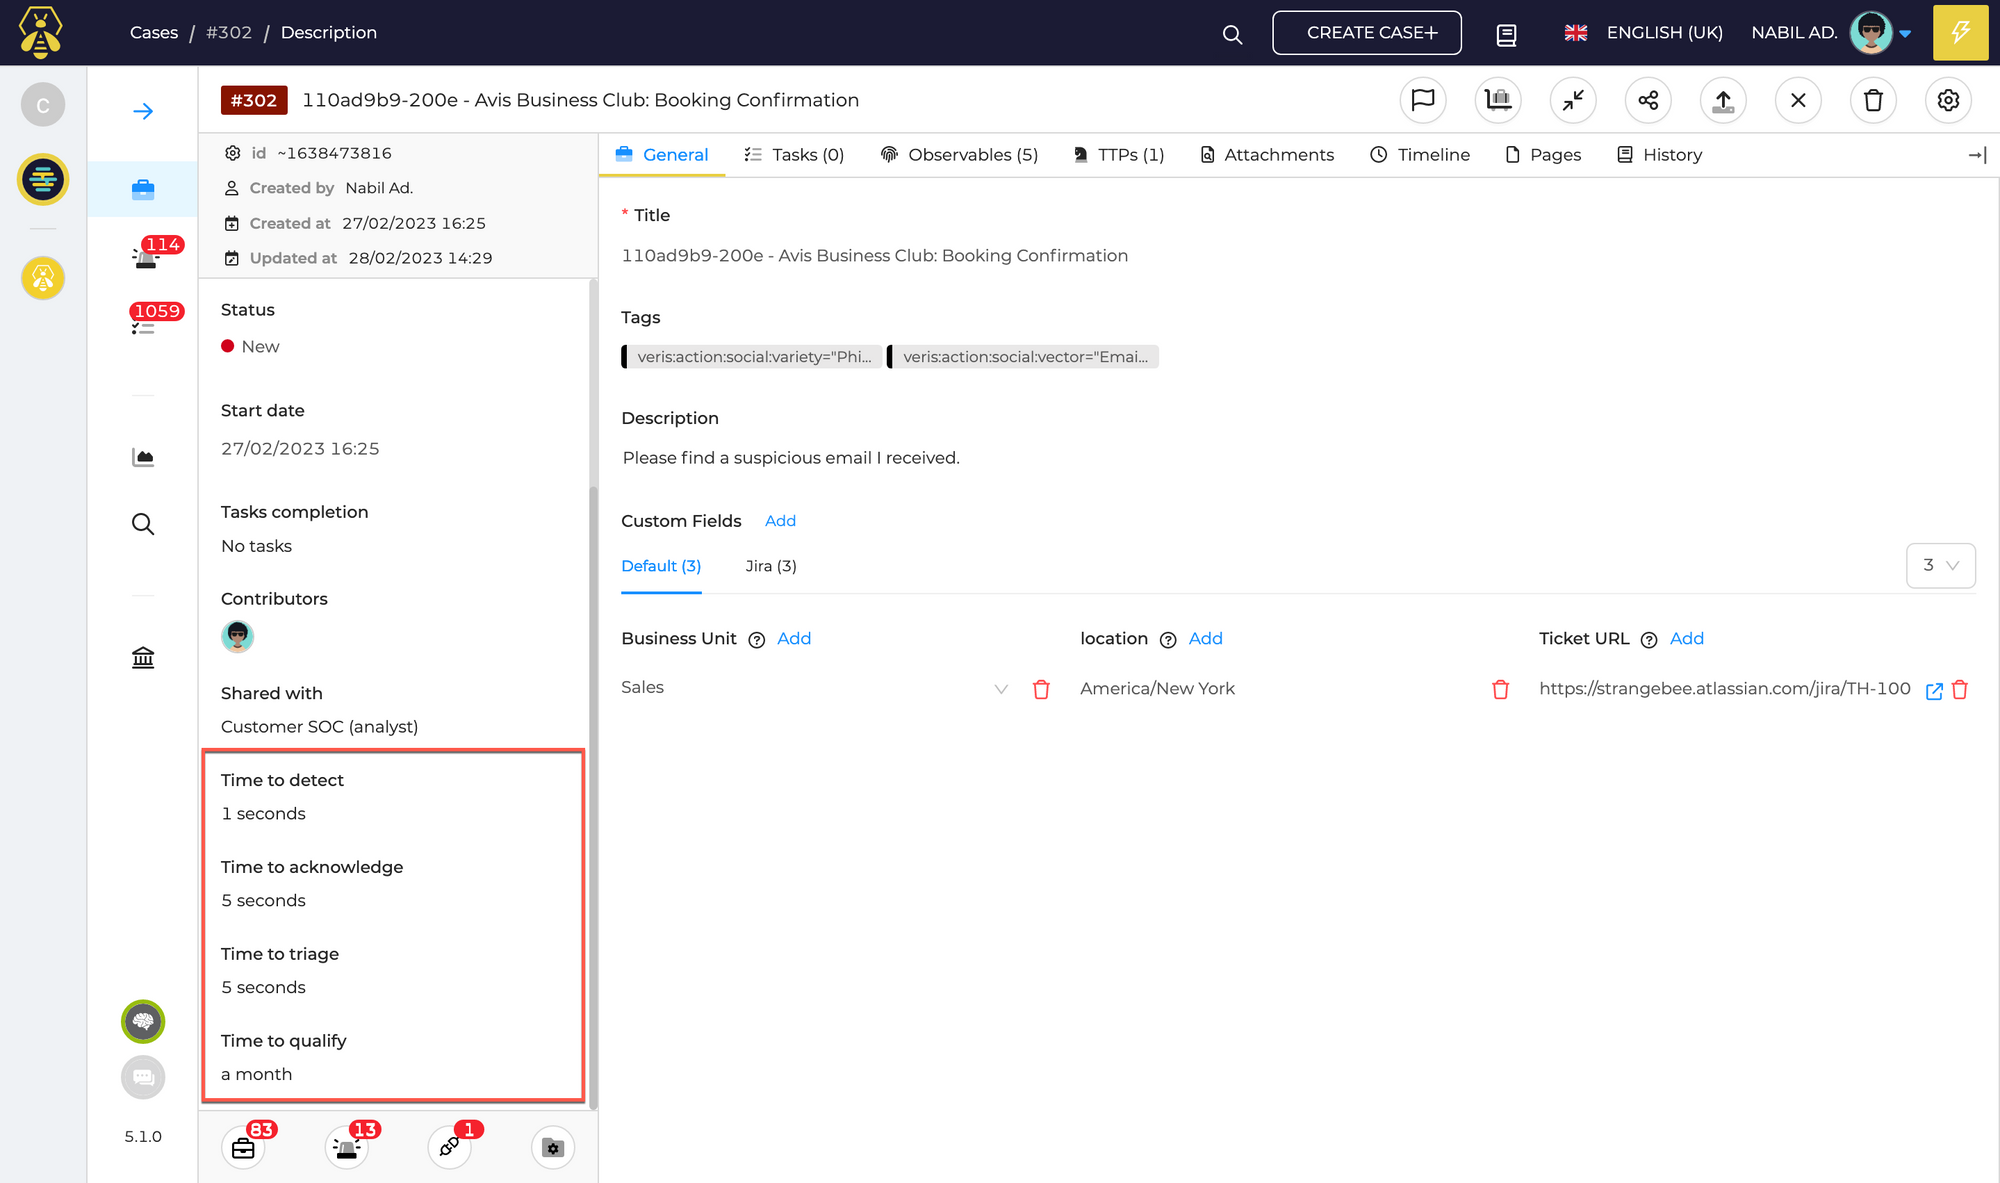 Cases / #302 / Description
CREATE CASE+
ENGLISH (UK)
NABIL AD.
C
#302 110ad9b9-200e - Avis Business Club: Booking Confirmation
id ~1638473816
Created by Nabil Ad.
Created at 27/02/2023 16:25
Updated at 28/02/2023 14:29
114
1059
Status
New
Start date
27/02/2023 16:25
Tasks completion
No tasks
Contributors
Shared with
Customer SOC (analyst)
Time to detect
1 seconds
Time to acknowledge
5 seconds
Time to triage
5 seconds
Time to qualify
a month
83
13
1
5.1.0
General Tasks (0) Observables (5) TTPs (1) Attachments Timeline Pages History
* Title
110ad9b9-200e - Avis Business Club: Booking Confirmation
Tags
veris:action:social:variety="Phi... veris:action:social:vector="Emai...
Description
Please find a suspicious email I received.
Custom Fields Add
Default (3) Jira (3) 3
Business Unit Add location Add Ticket URL Add
Sales America/New York https://strangebee.atlassian.com/jira/TH-100